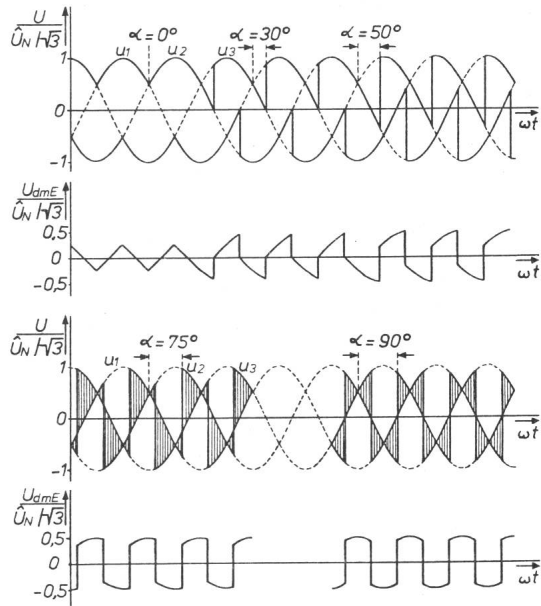 U
Û_N/√3
α=0° α=30° α=50°
u₁ u₂ u₃
1
0
-1
ωt
U_dmE
Û_N/√3
0,5
0
-0,5
ωt
U
Û_N/√3
α=75° α=90°
u₁ u₂ u₃
1
0
-1
ωt
U_dmE
Û_N/√3
0,5
0
-0,5
ωt